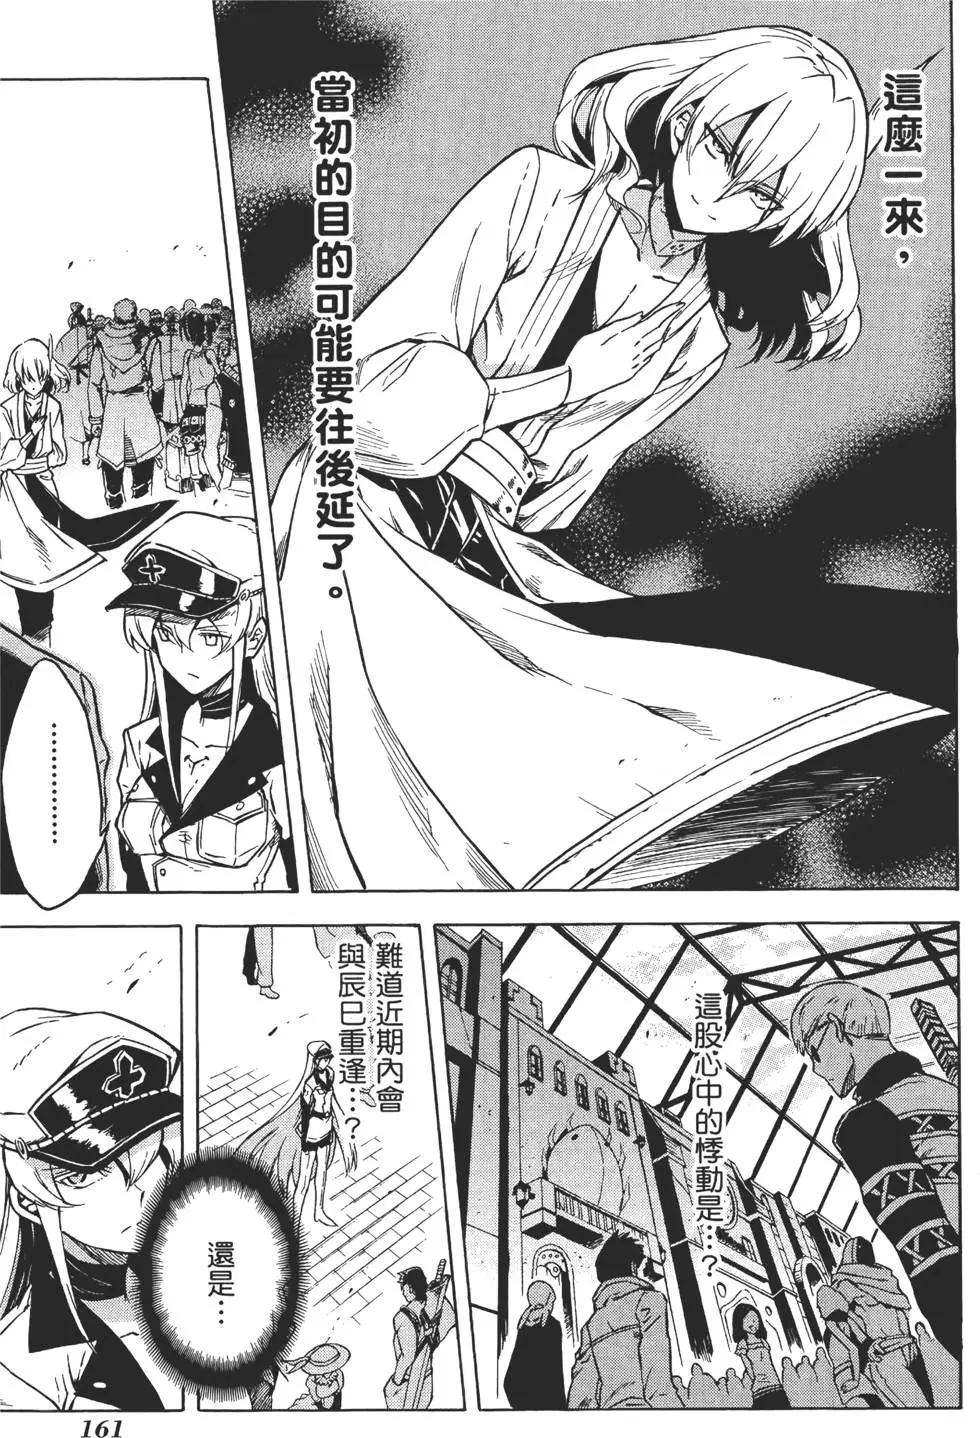 這麼一來，
當初的目的可能要往後延了。
…………
這股心中的悸動是…？
難道近期內會
與辰巳重逢…？
還是…
161